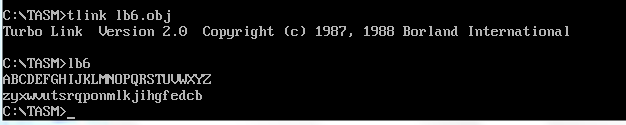 C:\TASM>tlink lb6.obj
Turbo Link  Version 2.0  Copyright (c) 1987, 1988 Borland International
C:\TASM>lb6
ABCDEFGHIJKLMNOPQRSTUVWXYZ
zyxwvutsrqponmlkjihgfedcb
C:\TASM>_